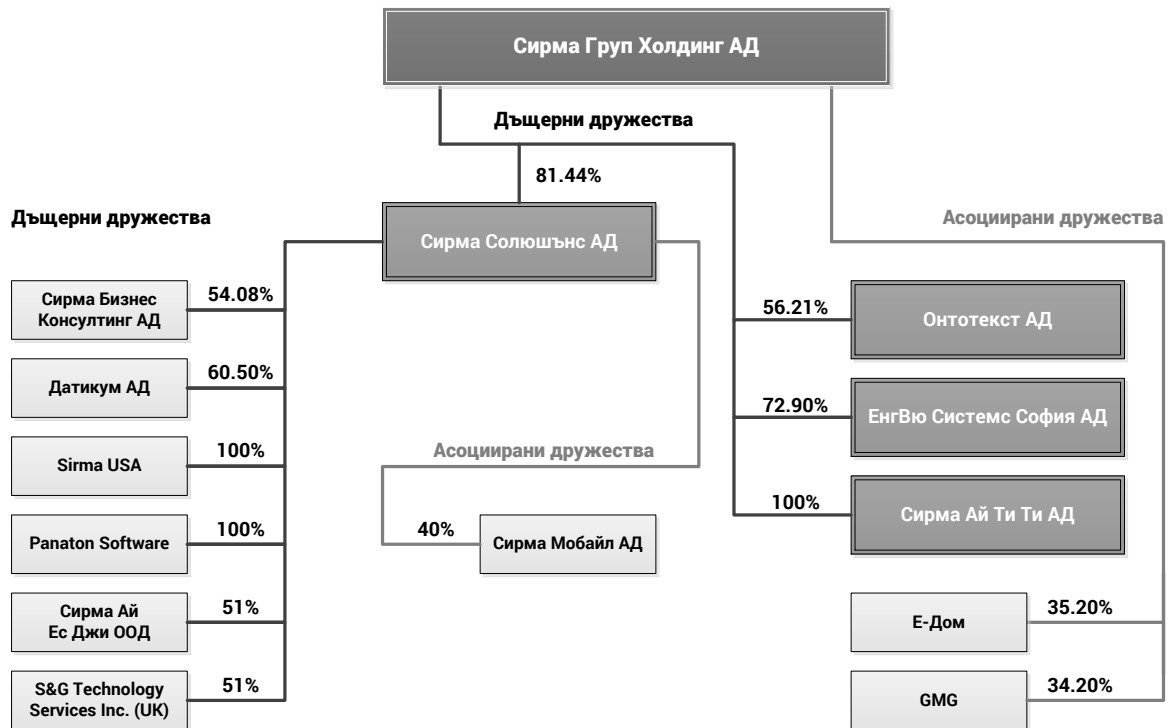 Сирма Груп Холдинг АД
Дъщерни дружества
81.44%
Дъщерни дружества
Асоциирани дружества
Сирма Солюшънс АД
Сирма Бизнес
Консултинг АД
54.08%
56.21%
Онтотекст АД
Датикум АД
60.50%
72.90%
ЕнгВю Системс София АД
Sirma USA
100%
Асоциирани дружества
100%
Сирма Ай Ти Ти АД
Panaton Software
100%
40%
Сирма Мобайл АД
Сирма Ай
Ес Джи ООД
51%
Е-Дом
35.20%
S&G Technology
Services Inc. (UK)
51%
GMG
34.20%